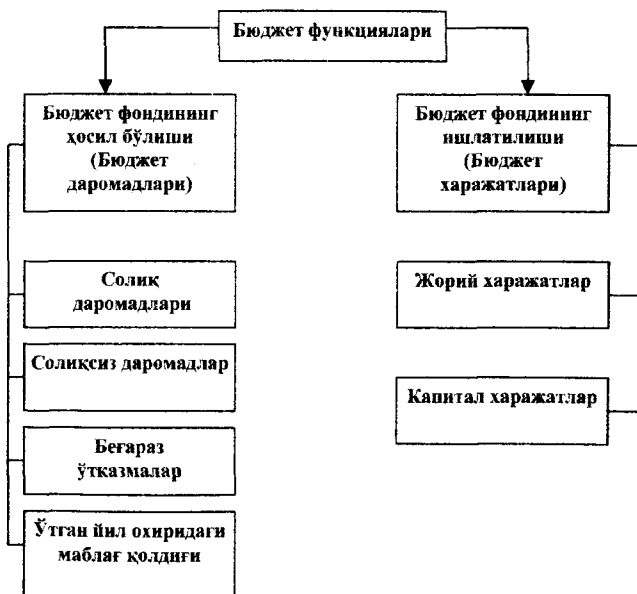 Бюджет функциялари
Бюджет фондининг
ҳосил бўлиши
(Бюджет
даромадлари)
Бюджет фондининг
ишлатилиши
(Бюджет
харажатлари)
Солиқ
даромадлари
Жорий харажатлар
Солиқсиз даромадлар
Капитал харажатлар
Беғараз
ўтказмалар
Ўтган йил охиридаги
маблағ қолдиғи